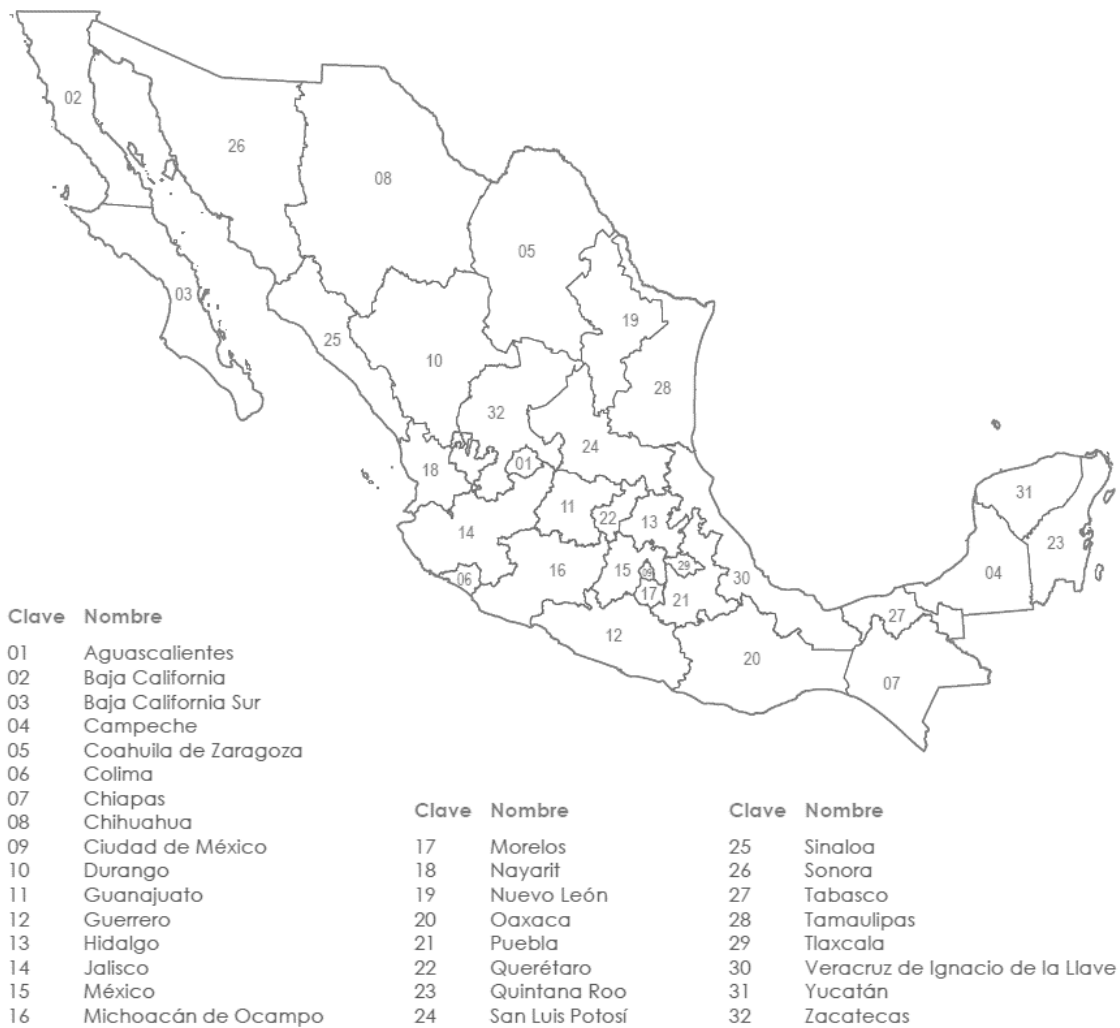 02
26
08
05
03
19
25
10
28
32
24
01
18
31
11
22
13
14
23
29
09
04
06
16
15
30
17
21
27
12
20
07
Clave Nombre
01 Aguascalientes
02 Baja California
03 Baja California Sur
04 Campeche
05 Coahuila de Zaragoza
06 Colima
07 Chiapas
08 Chihuahua
09 Ciudad de México
10 Durango
11 Guanajuato
12 Guerrero
13 Hidalgo
14 Jalisco
15 México
16 Michoacán de Ocampo
Clave Nombre
17 Morelos
18 Nayarit
19 Nuevo León
20 Oaxaca
21 Puebla
22 Querétaro
23 Quintana Roo
24 San Luis Potosí
Clave Nombre
25 Sinaloa
26 Sonora
27 Tabasco
28 Tamaulipas
29 Tlaxcala
30 Veracruz de Ignacio de la Llave
31 Yucatán
32 Zacatecas